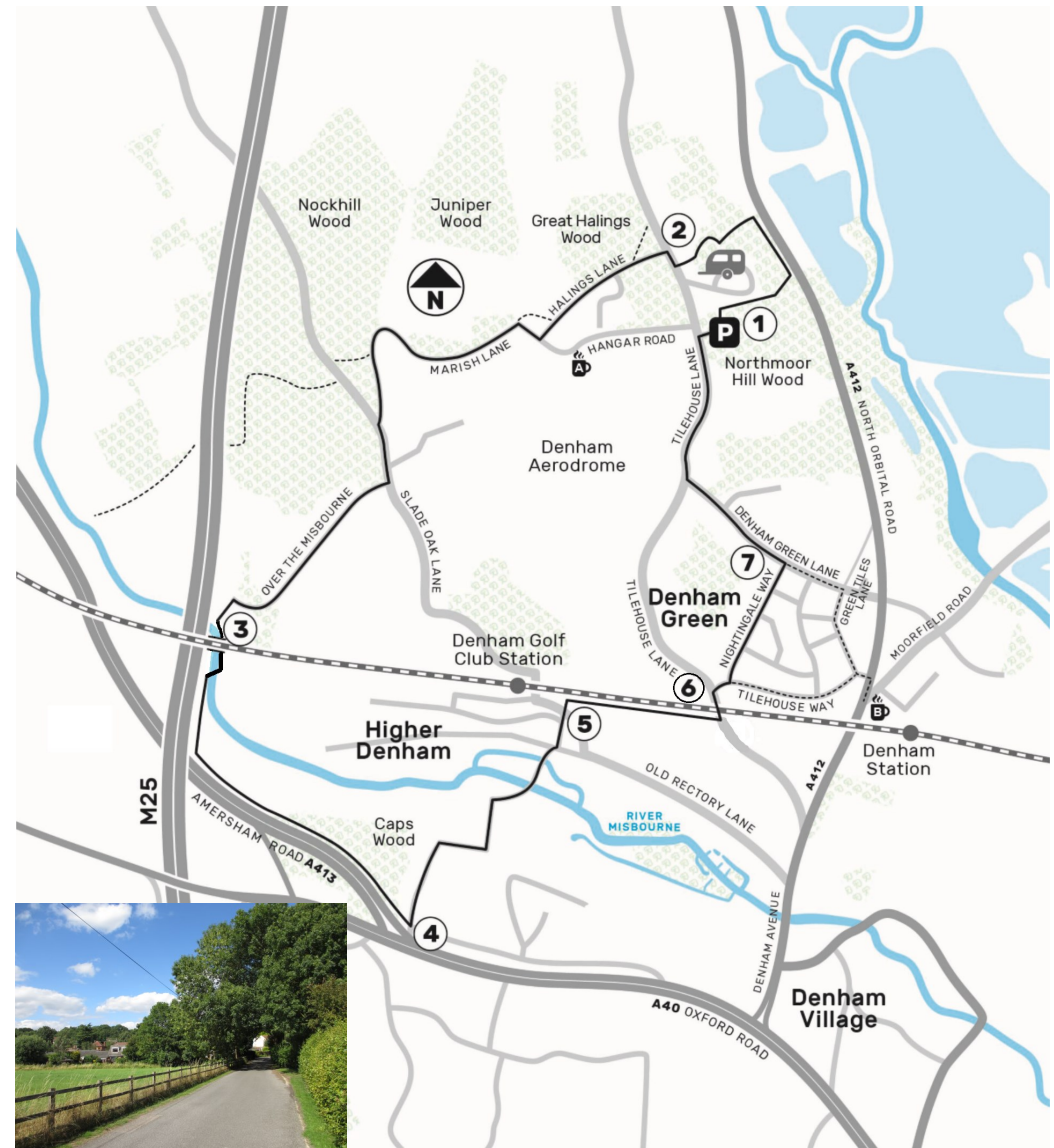 Nockhill
Wood
Juniper
Wood
Great Halings
Wood
2
N
HALINGS LANE
P
1
MARISH LANE
HANGAR ROAD
A
Northmoor
Hill Wood
TILEHOUSE LANE
A412 NORTH ORBITAL ROAD
Denham
Aerodrome
OVER THE MISBOURNE
SLADE OAK LANE
DENHAM GREEN LANE
7
GREEN TILES
LANE
Denham
Green
TILEHOUSE LANE
NIGHTINGALE WAY
MOORFIELD ROAD
3
Denham Golf
Club Station
6
TILEHOUSE WAY
B
5
Higher
Denham
Denham
Station
M25
OLD RECTORY LANE
A412
AMERSHAM ROAD A413
Caps
Wood
RIVER
MISBOURNE
4
DENHAM AVENUE
A40 OXFORD ROAD
Denham
Village